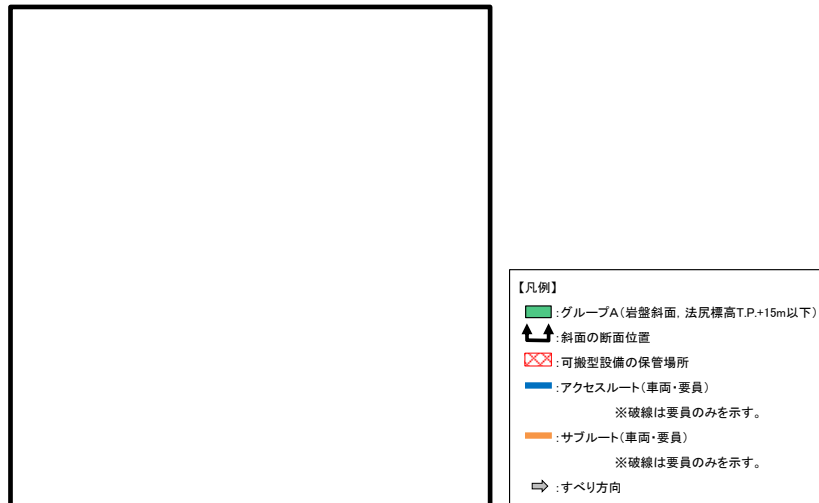 【凡例】
:グループA(岩盤斜面, 法尻標高T.P.+15m以下)
:斜面の断面位置
:可搬型設備の保管場所
:アクセスルート(車両・要員)
※破線は要員のみを示す。
:サブルート(車両・要員)
※破線は要員のみを示す。
:すべり方向